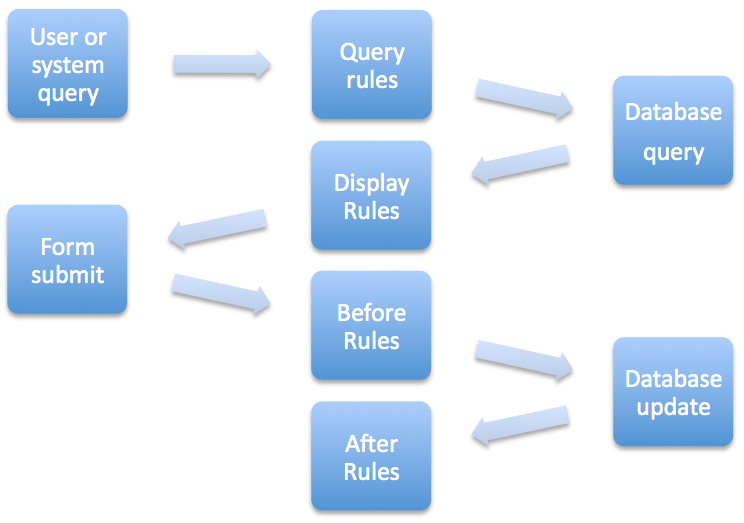 User or
system
query
Query
rules
Database
query
Display
Rules
Form
submit
Before
Rules
Database
update
After
Rules